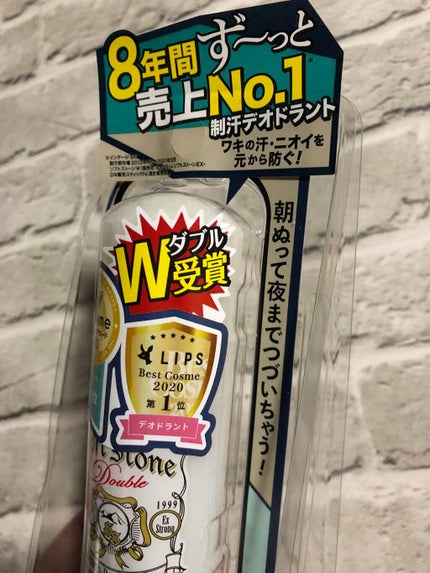 8年間ず〜っと
売上No.1※
制汗デオドラント
ワキの汗・ニオイを
元から防ぐ!
朝ぬって夜までつづいちゃう!
ダブル
W受賞
LIPS
Best Cosme
2020
第1位
デオドラント
Double
1999
Ex
Strong